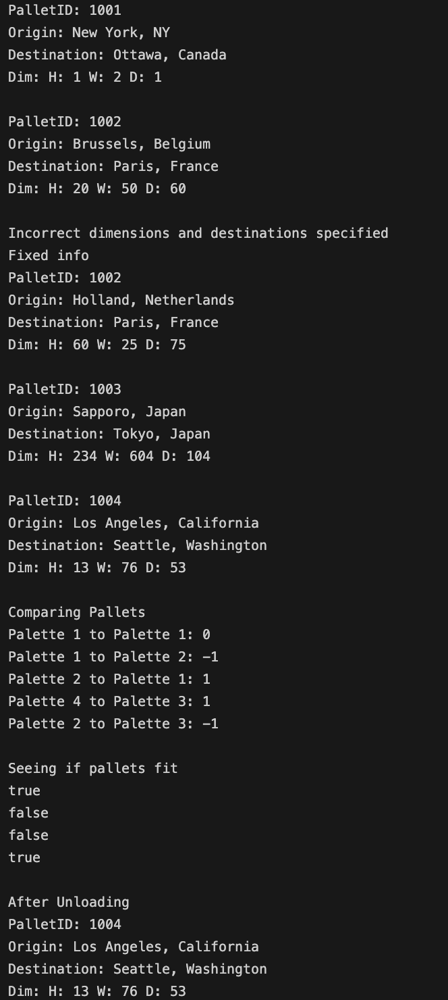 PalletID: 1001
Origin: New York, NY
Destination: Ottawa, Canada
Dim: H: 1 W: 2 D: 1
PalletID: 1002
Origin: Brussels, Belgium
Destination: Paris, France
Dim: H: 20 W: 50 D: 60
Incorrect dimensions and destinations specified
Fixed info
PalletID: 1002
Origin: Holland, Netherlands
Destination: Paris, France
Dim: H: 60 W: 25 D: 75
PalletID: 1003
Origin: Sapporo, Japan
Destination: Tokyo, Japan
Dim: H: 234 W: 604 D: 104
PalletID: 1004
Origin: Los Angeles, California
Destination: Seattle, Washington
Dim: H: 13 W: 76 D: 53
Comparing Pallets
Palette 1 to Palette 1: 0
Palette 1 to Palette 2: -1
Palette 2 to Palette 1: 1
Palette 4 to Palette 3: 1
Palette 2 to Palette 3: -1
Seeing if pallets fit
true
false
false
true
After Unloading
PalletID: 1004
Origin: Los Angeles, California
Destination: Seattle, Washington
Dim: H: 13 W: 76 D: 53